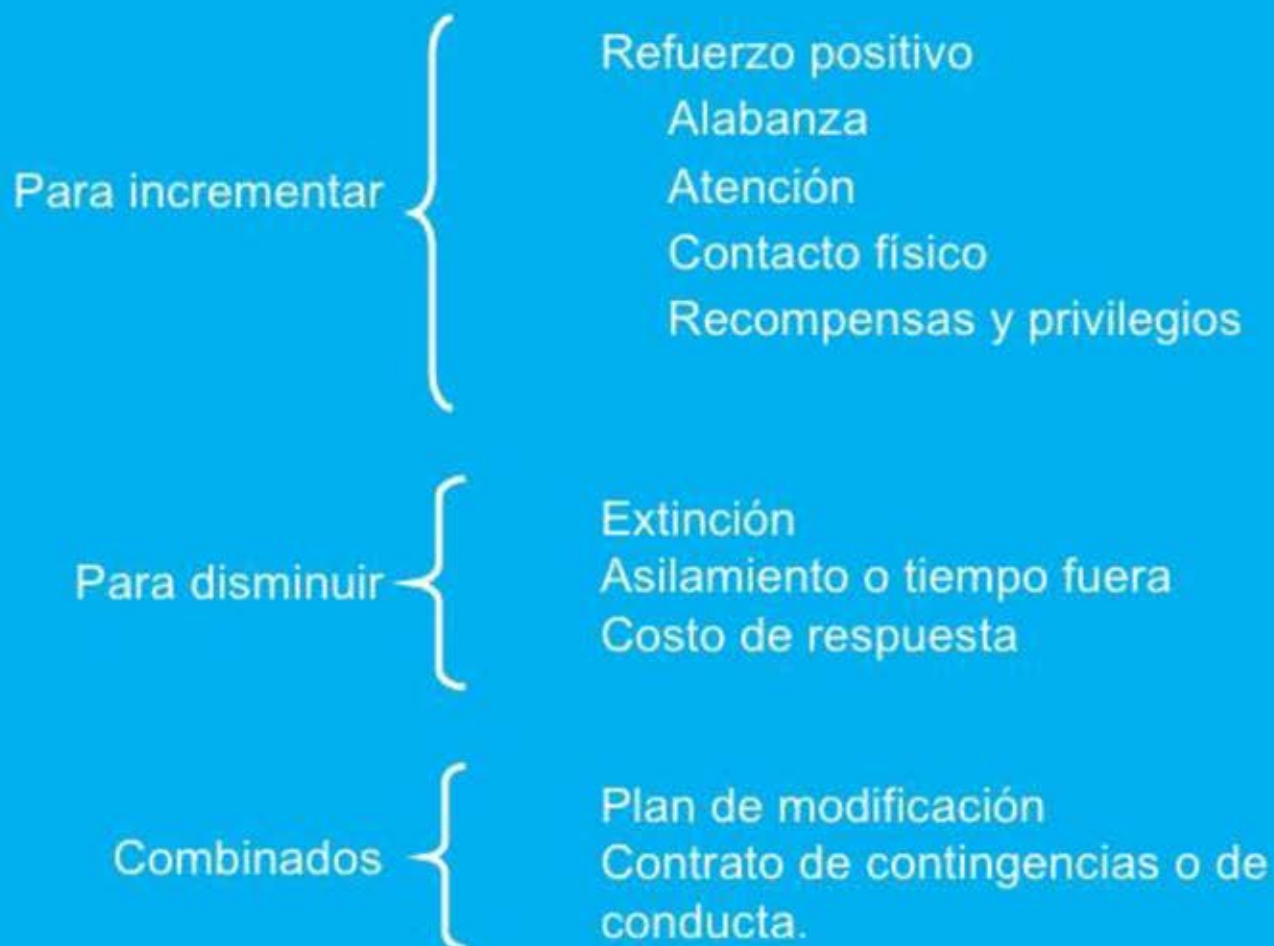 Para incrementar
Refuerzo positivo
Alabanza
Atención
Contacto físico
Recompensas y privilegios
Para disminuir
Extinción
Asilamiento o tiempo fuera
Costo de respuesta
Combinados
Plan de modificación
Contrato de contingencias o de
conducta.